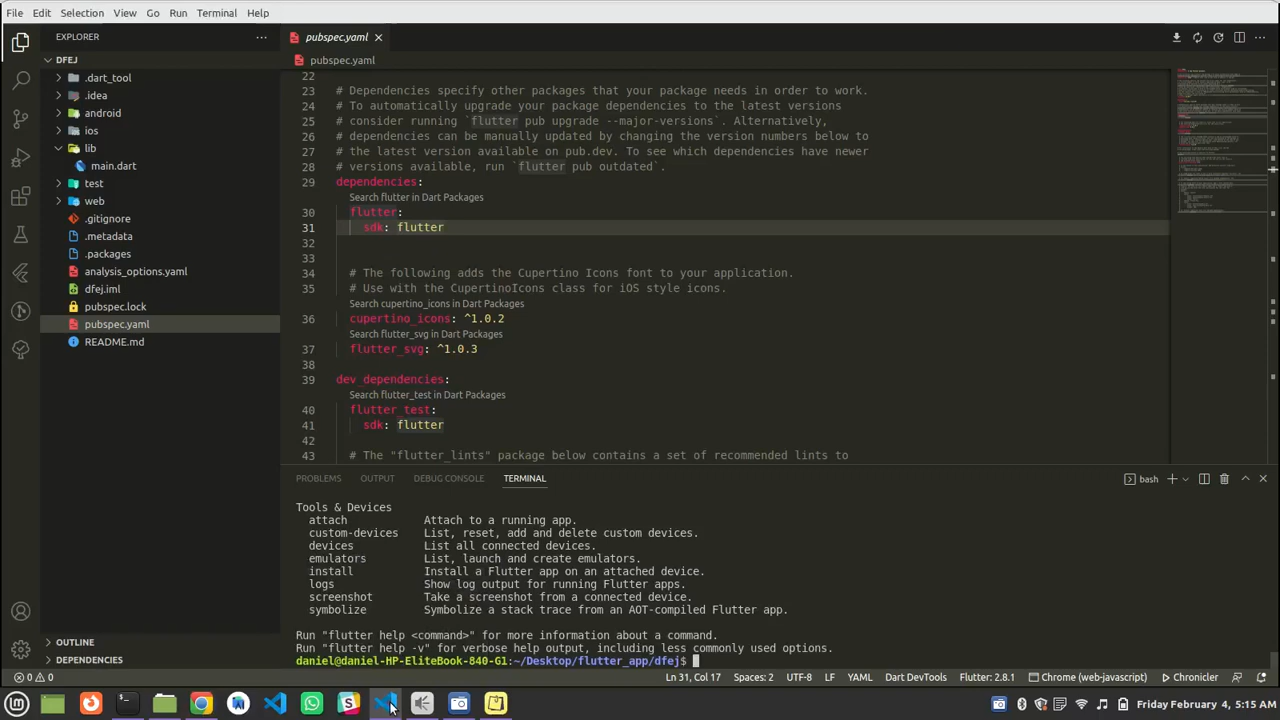 File Edit Selection View Go Run Terminal Help
EXPLORER
pubspec.yaml
DFEJ
pubspec.yaml
.dart_tool
.idea
android
ios
lib
main.dart
test
web
.gitignore
.metadata
.packages
analysis_options.yaml
dfej.iml
pubspec.lock
pubspec.yaml
README.md
OUTLINE
DEPENDENCIES
22
23 # Dependencies specify other packages that your package needs in order to work.
24 # To automatically upgrade your package dependencies to the latest versions
25 # consider running `flutter pub upgrade --major-versions`. Alternatively,
26 # dependencies can be manually updated by changing the version numbers below to
27 # the latest version available on pub.dev. To see which dependencies have newer
28 # versions available, run `flutter pub outdated`.
29 dependencies:
Search flutter in Dart Packages
30 flutter:
31 sdk: flutter
32
33
34 # The following adds the Cupertino Icons font to your application.
35 # Use with the CupertinoIcons class for iOS style icons.
Search cupertino_icons in Dart Packages
36 cupertino_icons: ^1.0.2
Search flutter_svg in Dart Packages
37 flutter_svg: ^1.0.3
38
39 dev_dependencies:
Search flutter_test in Dart Packages
40 flutter_test:
41 sdk: flutter
42
43 # The "flutter_lints" package below contains a set of recommended lints to
PROBLEMS OUTPUT DEBUG CONSOLE TERMINAL
bash
Tools & Devices
attach Attach to a running app.
custom-devices List, reset, add and delete custom devices.
devices List all connected devices.
emulators List, launch and create emulators.
install Install a Flutter app on an attached device.
logs Show log output for running Flutter apps.
screenshot Take a screenshot from a connected device.
symbolize Symbolize a stack trace from an AOT-compiled Flutter app.
Run "flutter help <command>" for more information about a command.
Run "flutter help -v" for verbose help output, including less commonly used options.
daniel@daniel-HP-EliteBook-840-G1:~/Desktop/flutter_app/dfej$
0 0 Ln 31, Col 17 Spaces: 2 UTF-8 LF YAML Dart DevTools Flutter: 2.8.1 Chrome (web-javascript) Chronicler
Friday February 4, 5:15 AM